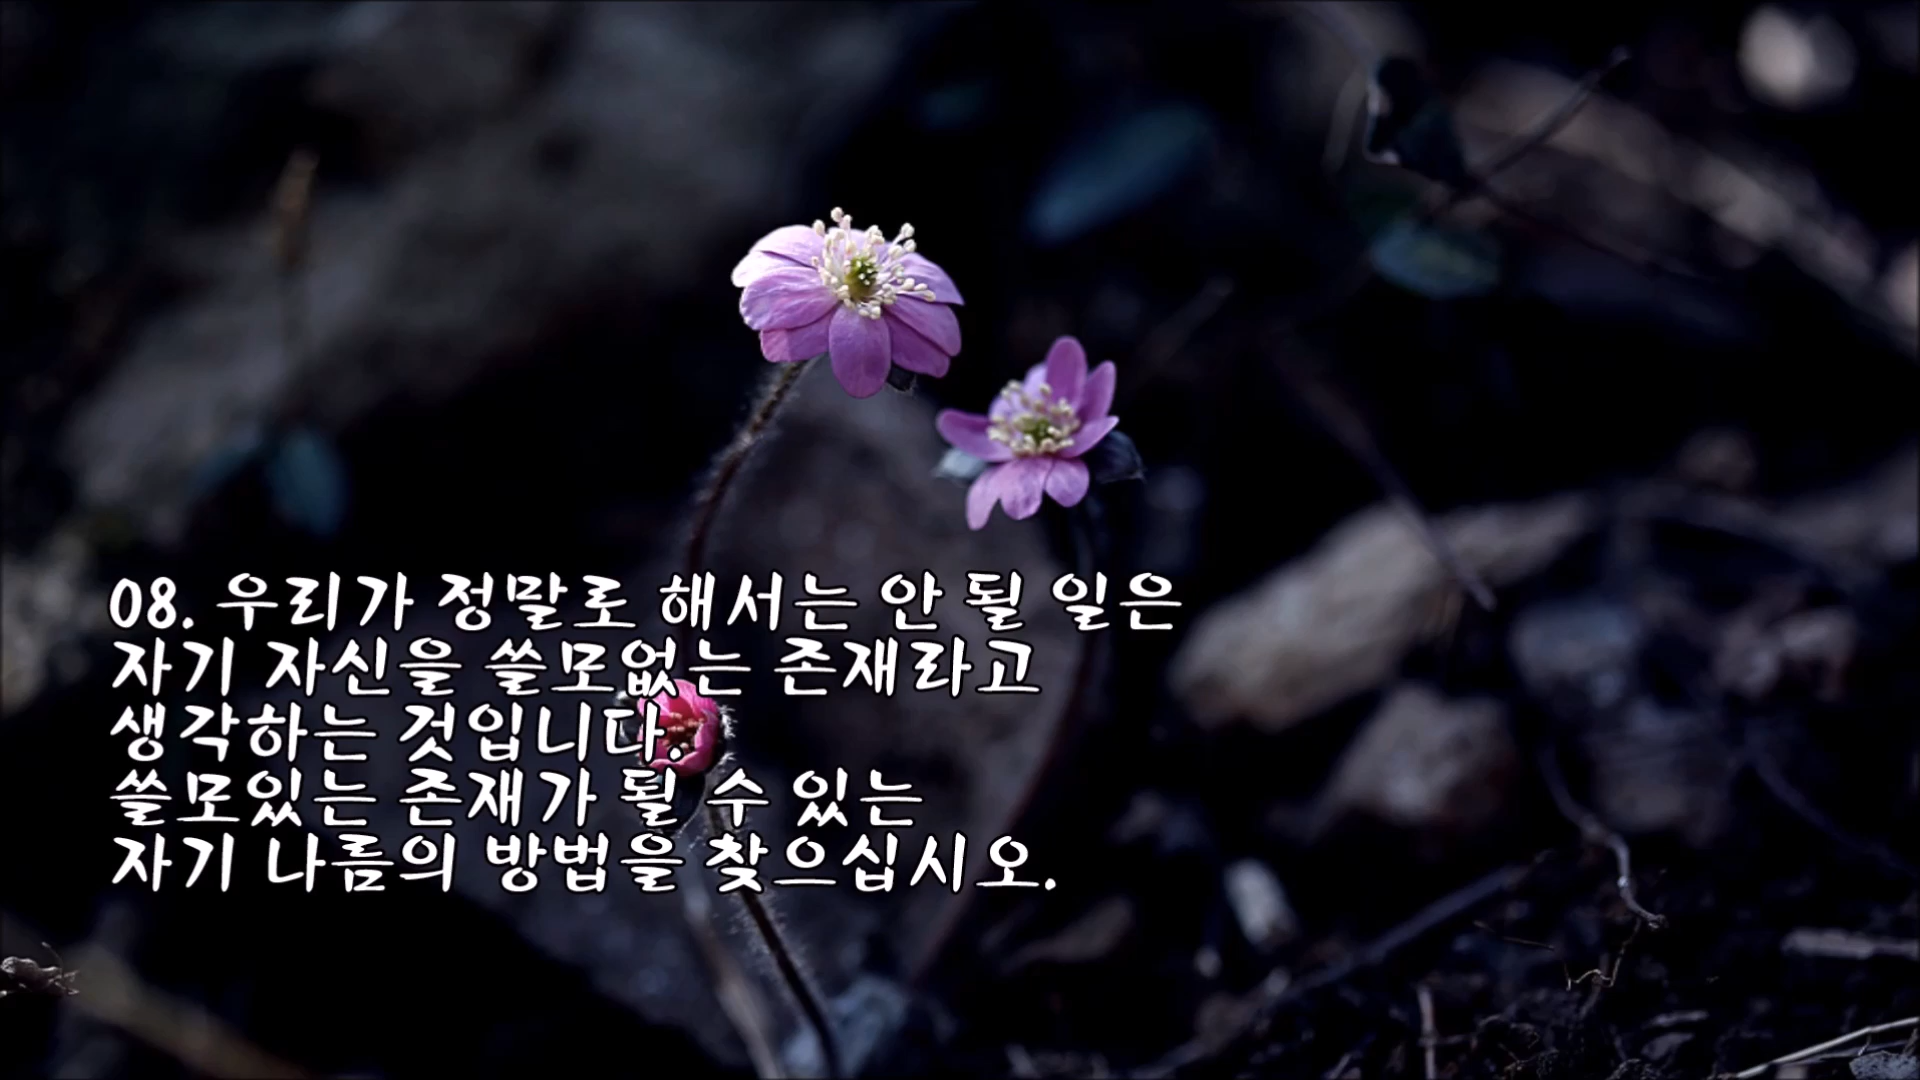 08. 우리가 정말로 해서는 안 될 일은
자기 자신을 쓸모없는 존재라고
생각하는 것입니다.
쓸모있는 존재가 될 수 있는
자기 나름의 방법을 찾으십시오.